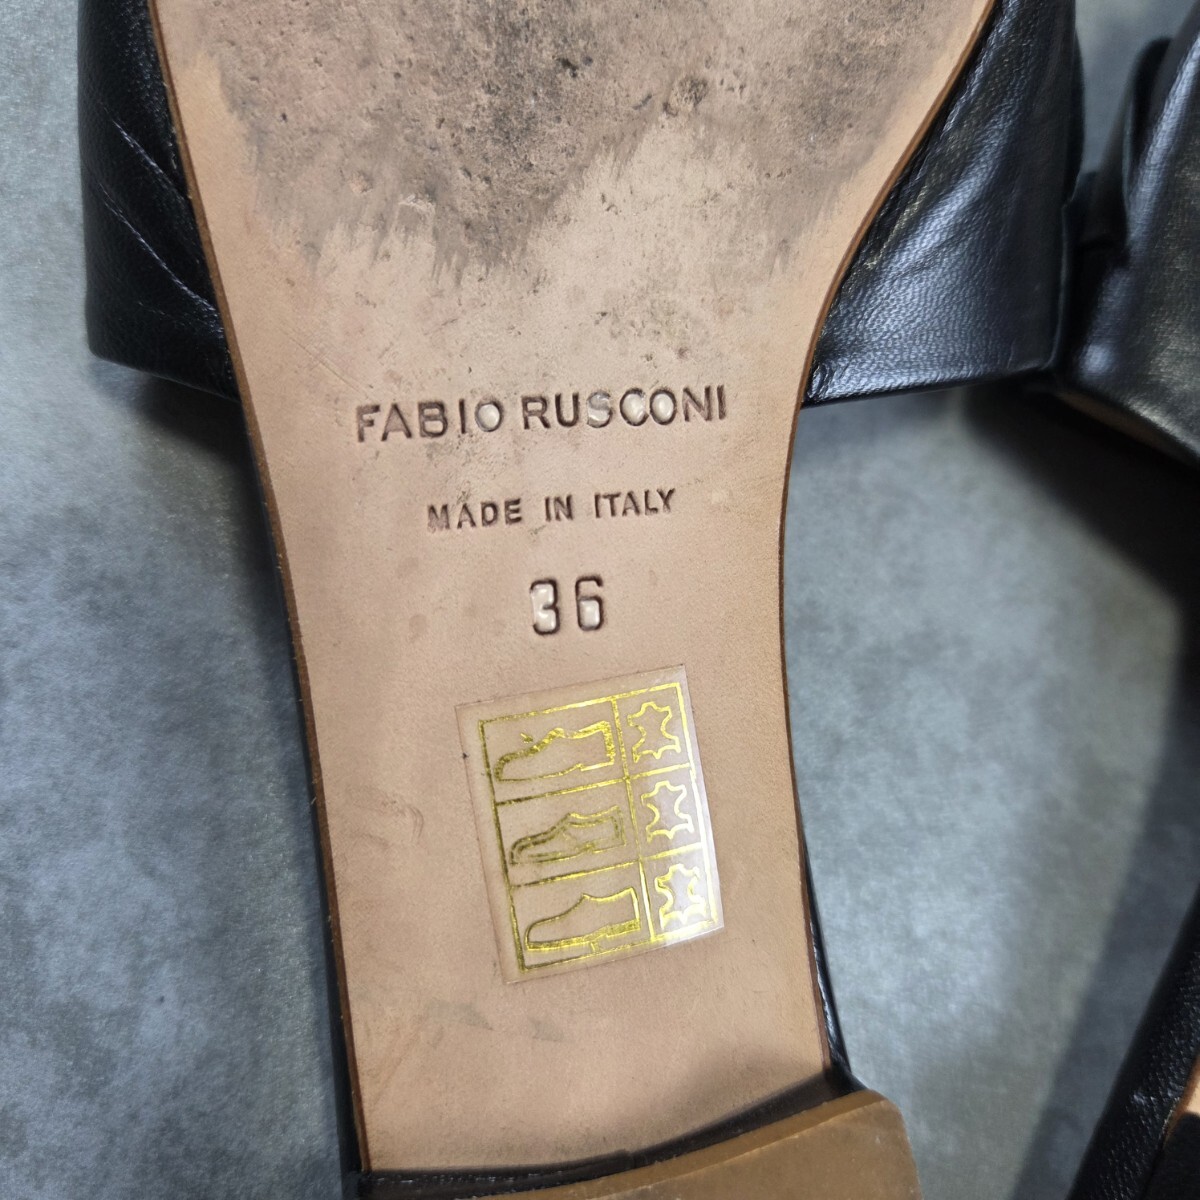 FABIO RUSCONI
MADE IN ITALY
36